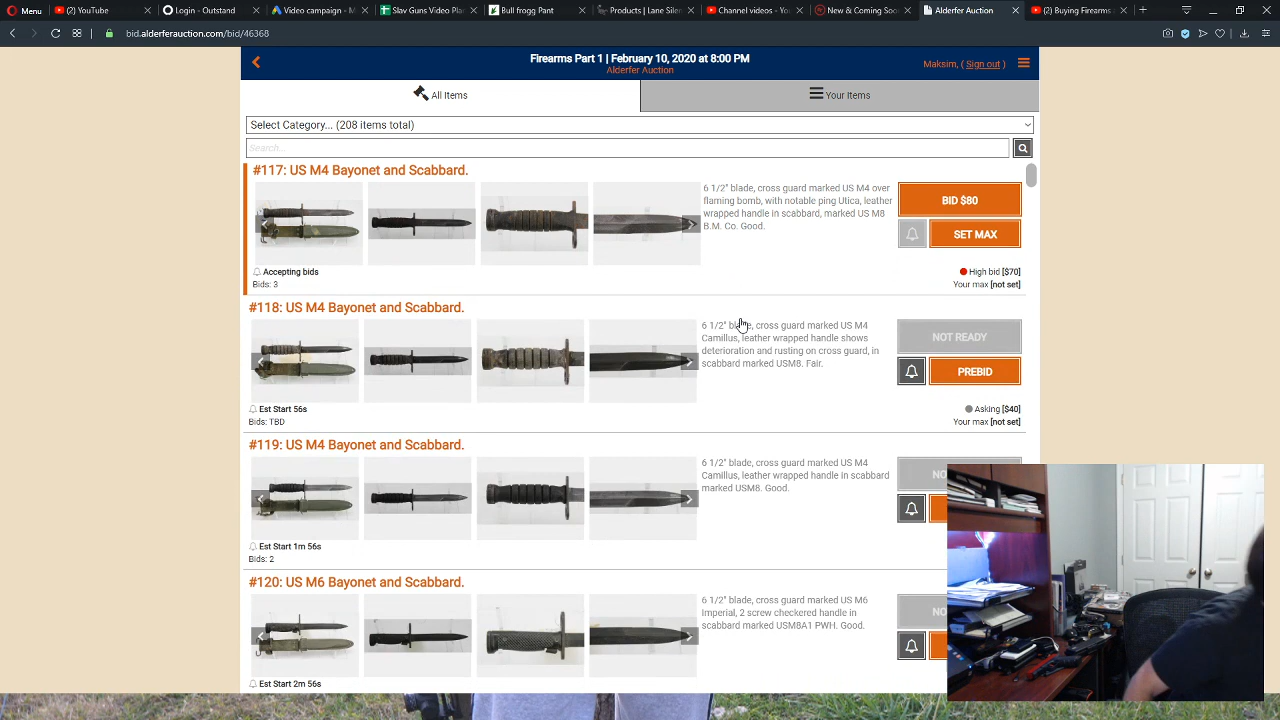 Menu
YouTube
Login - Outstand
Video campaign - M
Slav Guns Video Plan
Bull frogg Pant
Products | Lane Silen
Channel videos - Yo
New & Coming Soo
Alderfer Auction
(2) Buying Firearms
bid.alderferauction.com/bid/46368
Firearms Part 1 | February 10, 2020 at 8:00 PM
Alderfer Auction
Maksim, ( Sign out )
All Items
Your Items
Select Category... (208 items total)
Search...
#117: US M4 Bayonet and Scabbard.
6 1/2" blade, cross guard marked US M4 over
flaming bomb, with notable ping Utica, leather
wrapped handle in scabbard, marked US M8
B.M. Co. Good.
BID $80
SET MAX
Accepting bids
Bids: 3
High bid [$70]
Your max [not set]
#118: US M4 Bayonet and Scabbard.
6 1/2" blade, cross guard marked US M4
Camillus, leather wrapped handle shows
deterioration and rusting on cross guard, in
scabbard marked USM8. Fair.
NOT READY
PREBID
Est Start 56s
Bids: TBD
Asking [$40]
Your max [not set]
#119: US M4 Bayonet and Scabbard.
6 1/2" blade, cross guard marked US M4
Camillus, leather wrapped handle in scabbard
marked USM8. Good.
NO
Est Start 1m 56s
Bids: 2
#120: US M6 Bayonet and Scabbard.
6 1/2" blade, cross guard marked US M6
Imperial, 2 screw checkered handle in
scabbard marked USM8A1 PWH. Good.
NO
Est Start 2m 56s